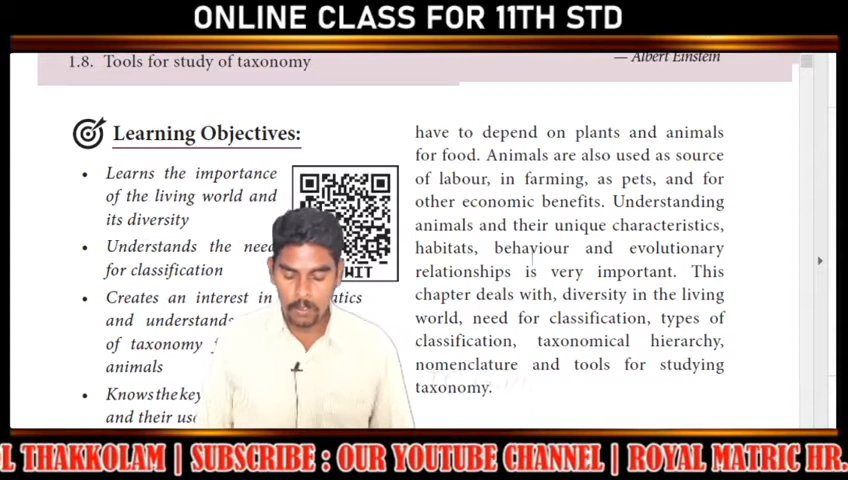 ONLINE CLASS FOR 11TH STD
1.8. Tools for study of taxonomy
— Albert Einstein
Learning Objectives:
• Learns the importance
of the living world and
its diversity
• Understands the need
for classification
• Creates an interest in
and understands
of taxonomy
animals
• Knows the key
and their
WIT
have to depend on plants and animals
for food. Animals are also used as source
of labour, in farming, as pets, and for
other economic benefits. Understanding
animals and their unique characteristics,
habitats, behaviour and evolutionary
relationships is very important. This
chapter deals with, diversity in the living
world, need for classification, types of
classification, taxonomical hierarchy,
nomenclature and tools for studying
taxonomy.
THAKKOLAM | SUBSCRIBE : OUR YOUTUBE CHANNEL | ROYAL MATRIC HR.